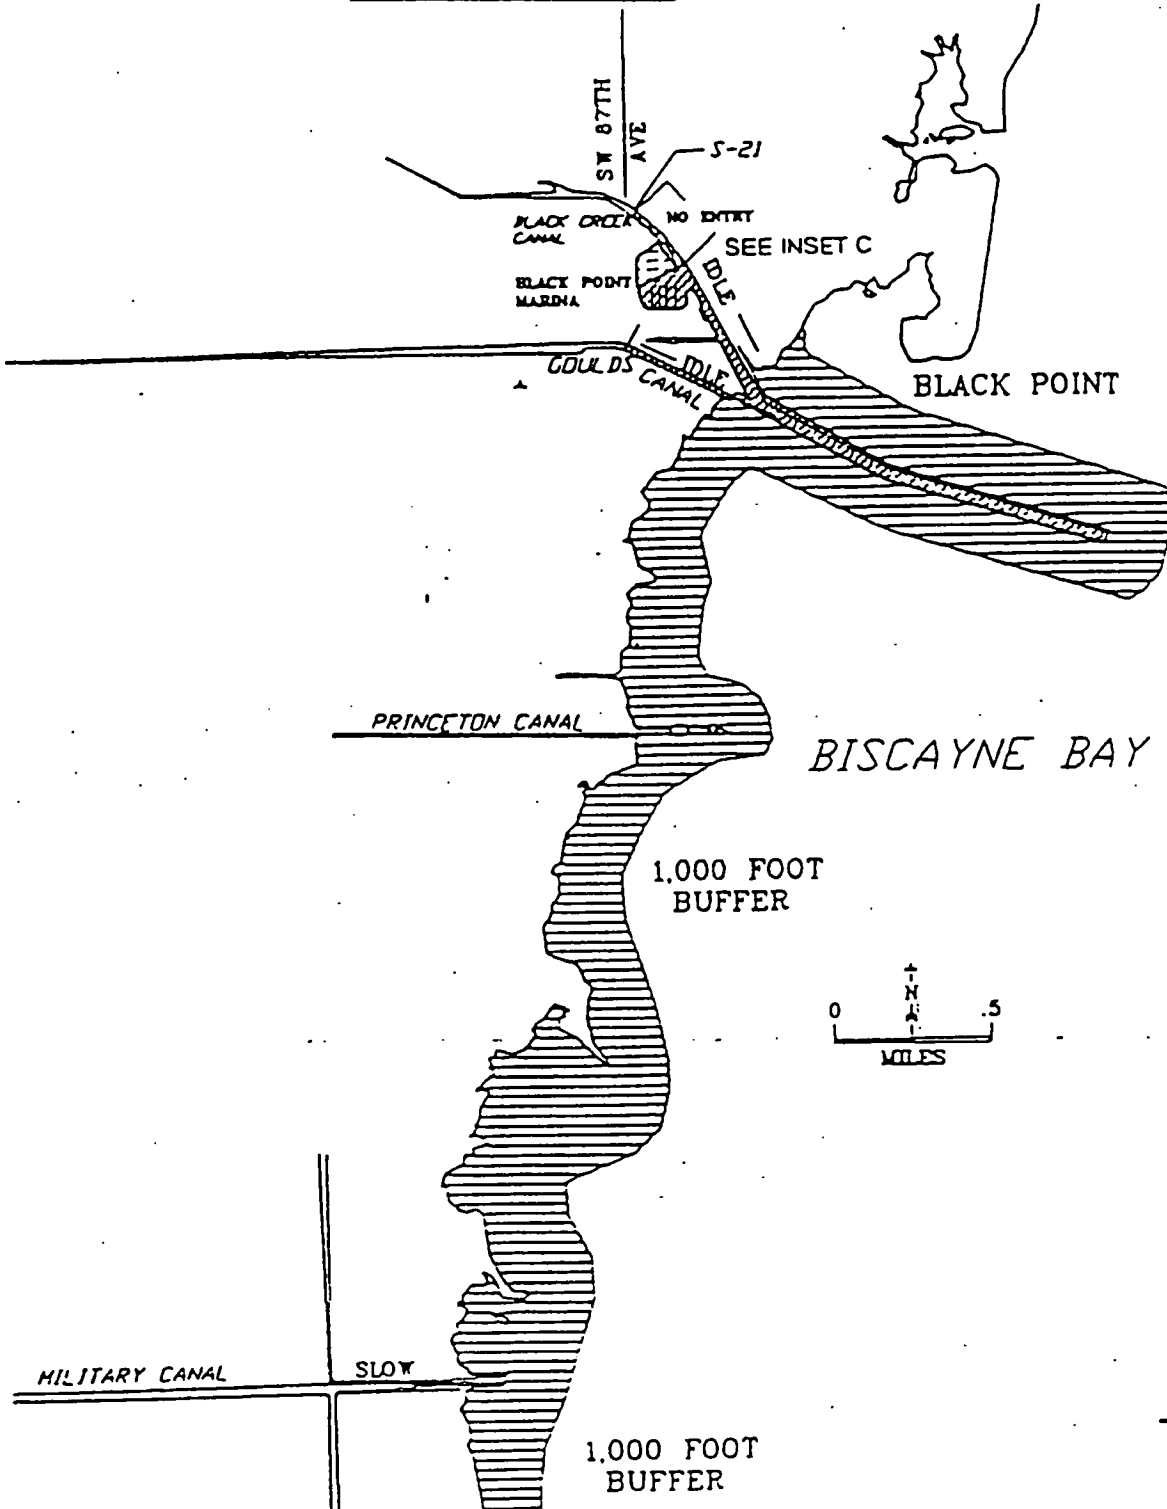 SW 87TH
AVE
S-21
BLACK CREEK
CANAL
NO ENTRY
SEE INSET C
IDLE
BLACK POINT
MARINA
GOULDS
CANAL
IDLE
BLACK POINT
PRINCETON CANAL
BISCAYNE BAY
1,000 FOOT
BUFFER
N
0 .5
MILES
MILITARY CANAL
SLOW
1,000 FOOT
BUFFER